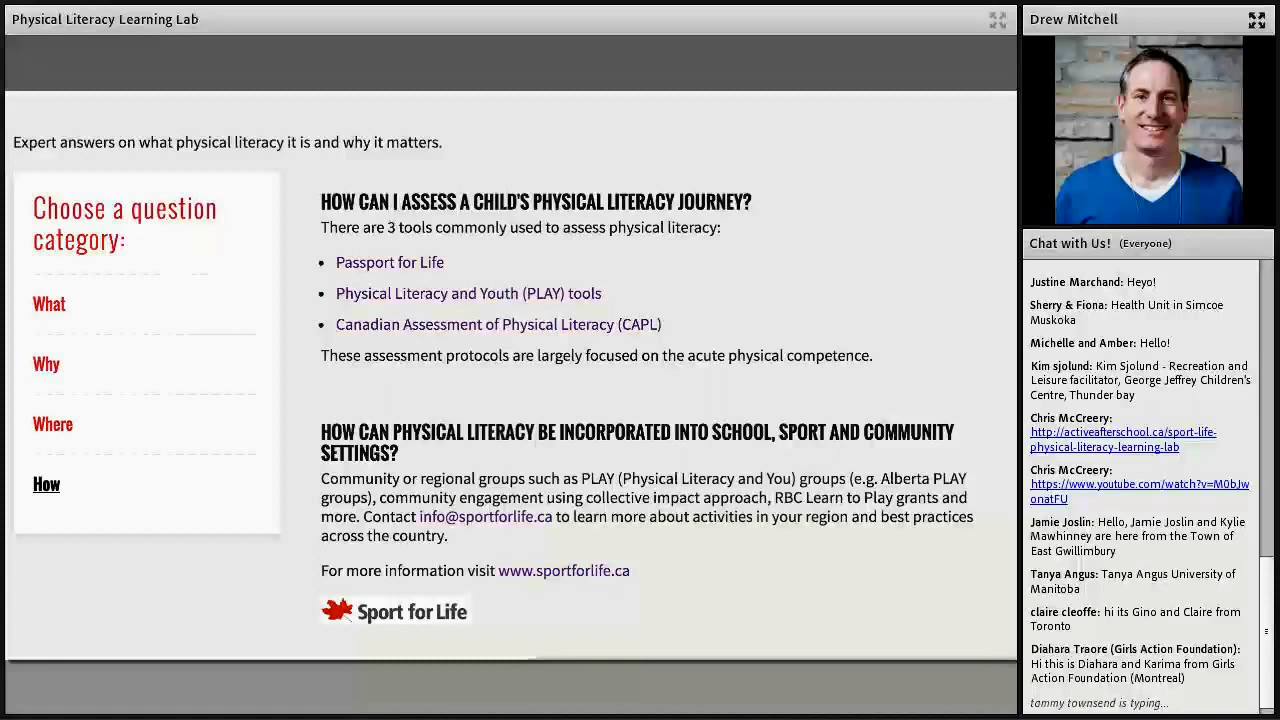 Physical Literacy Learning Lab
Expert answers on what physical literacy it is and why it matters.
Choose a question
category:
What
Why
Where
How
HOW CAN I ASSESS A CHILD'S PHYSICAL LITERACY JOURNEY?
There are 3 tools commonly used to assess physical literacy:
• Passport for Life
• Physical Literacy and Youth (PLAY) tools
• Canadian Assessment of Physical Literacy (CAPL)
These assessment protocols are largely focused on the acute physical competence.
HOW CAN PHYSICAL LITERACY BE INCORPORATED INTO SCHOOL, SPORT AND COMMUNITY
SETTINGS?
Community or regional groups such as PLAY (Physical Literacy and You) groups (e.g. Alberta PLAY
groups), community engagement using collective impact approach, RBC Learn to Play grants and
more. Contact info@sportforlife.ca to learn more about activities in your region and best practices
across the country.
For more information visit www.sportforlife.ca
Sport for Life
Drew Mitchell
Chat with Us! (Everyone)
Justine Marchand: Heyo!
Sherry & Fiona: Health Unit in Simcoe
Muskoka
Michelle and Amber: Hello!
Kim sjolund: Kim Sjolund - Recreation and
Leisure facilitator, George Jeffrey Children's
Centre, Thunder bay
Chris McCreery:
http://activeafterschool.ca/sport-life-
physical-literacy-learning-lab
Chris McCreery:
https://www.youtube.com/watch?v=M0bJw
onatFU
Jamie Joslin: Hello, Jamie Joslin and Kylie
Mawhinney are here from the Town of
East Gwillimbury
Tanya Angus: Tanya Angus University of
Manitoba
claire cleoffe: hi its Gino and Claire from
Toronto
Diahara Traore (Girls Action Foundation):
Hi this is Diahara and Karima from Girls
Action Foundation (Montreal)
tammy townsend is typing...